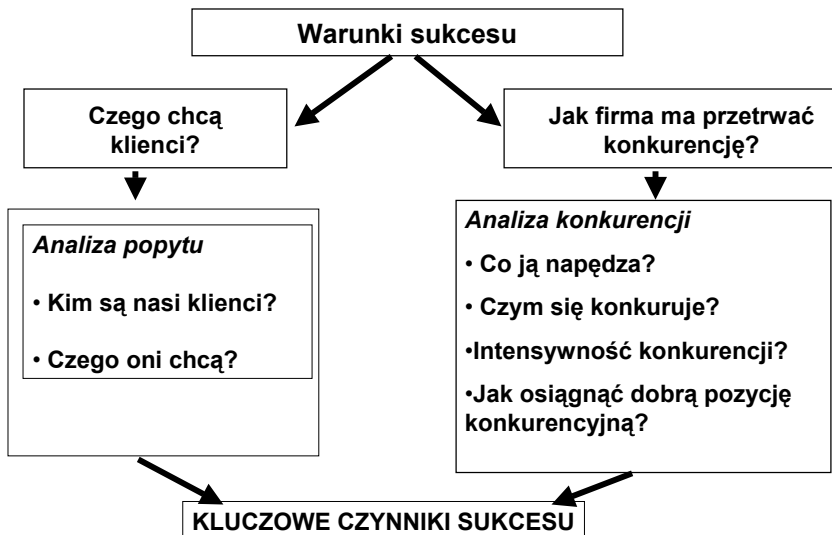 Warunki sukcesu
Czego chcą
klienci?
Jak firma ma przetrwać
konkurencję?
Analiza popytu
• Kim są nasi klienci?
• Czego oni chcą?
Analiza konkurencji
• Co ją napędza?
• Czym się konkuruje?
•Intensywność konkurencji?
•Jak osiągnąć dobrą pozycję
konkurencyjną?
KLUCZOWE CZYNNIKI SUKCESU